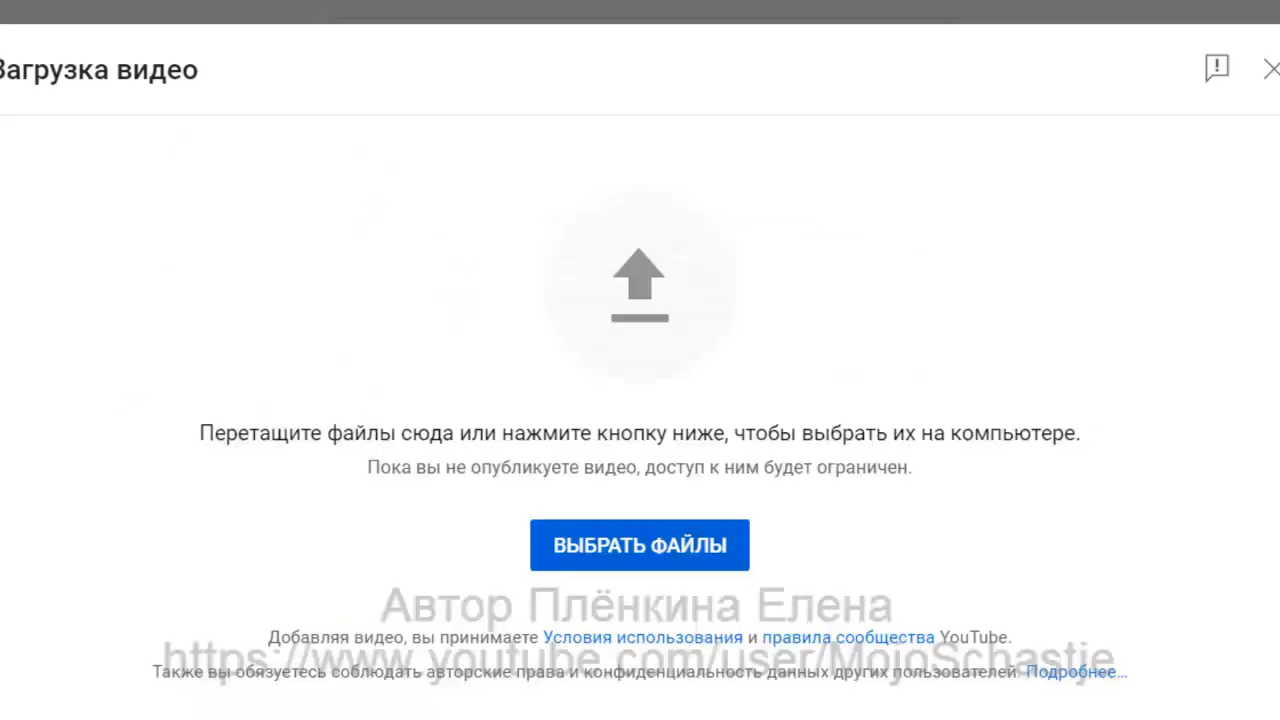 Загрузка видео
Перетащите файлы сюда или нажмите кнопку ниже, чтобы выбрать их на компьютере.
Пока вы не опубликуете видео, доступ к ним будет ограничен.
ВЫБРАТЬ ФАЙЛЫ
Автор Плёнкина Елена
Добавляя видео, вы принимаете Условия использования и правила сообщества YouTube.
https://www.youtube.com/user/MojoSchastje
Также вы обязуетесь соблюдать авторские права и конфиденциальность данных других пользователей. Подробнее…